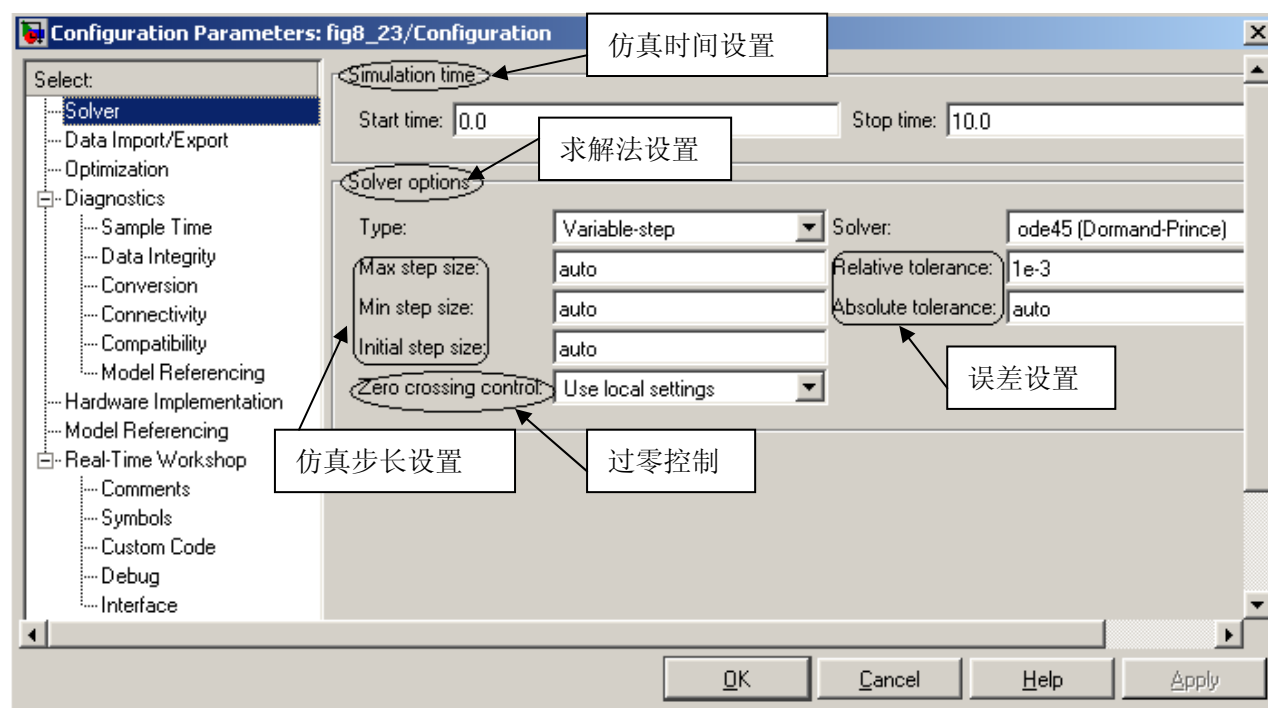 Configuration Parameters: fig8_23/Configuration
仿真时间设置
Select:
Solver
Data Import/Export
Optimization
Diagnostics
Sample Time
Data Integrity
Conversion
Connectivity
Compatibility
Model Referencing
Hardware Implementation
Model Referencing
Real-Time Workshop
Comments
Symbols
Custom Code
Debug
Interface
Simulation time
Start time: 0.0
Stop time: 10.0
求解法设置
Solver options
Type: Variable-step
Solver: ode45 (Dormand-Prince)
Max step size: auto
Relative tolerance: 1e-3
Min step size: auto
Absolute tolerance: auto
Initial step size: auto
Zero crossing control: Use local settings
误差设置
仿真步长设置
过零控制
OK
Cancel
Help
Apply